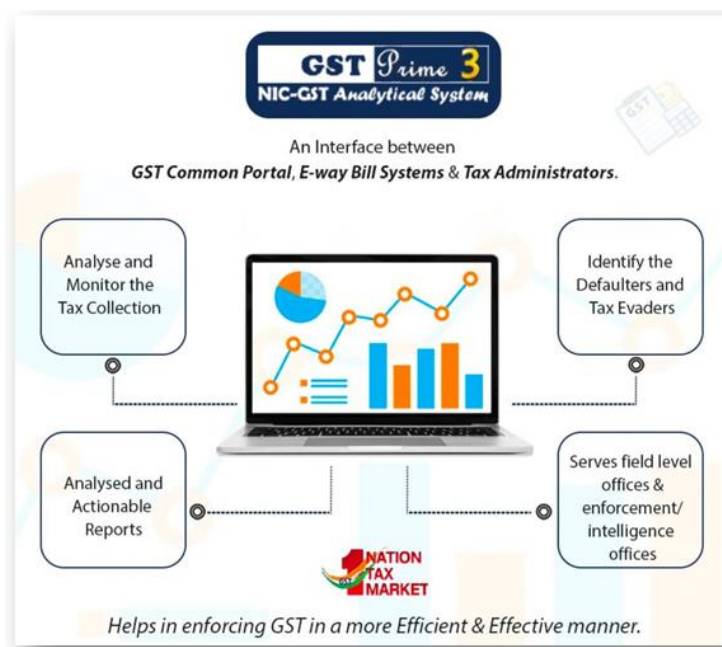 GST Prime 3
NIC-GST Analytical System
GST
An Interface between
GST Common Portal, E-way Bill Systems & Tax Administrators.
Analyse and
Monitor the
Tax Collection
Identify the
Defaulters and
Tax Evaders
Analysed and
Actionable
Reports
Serves field level
offices &
enforcement/
intelligence
offices
1 NATION
GST TAX
MARKET
Helps in enforcing GST in a more Efficient & Effective manner.